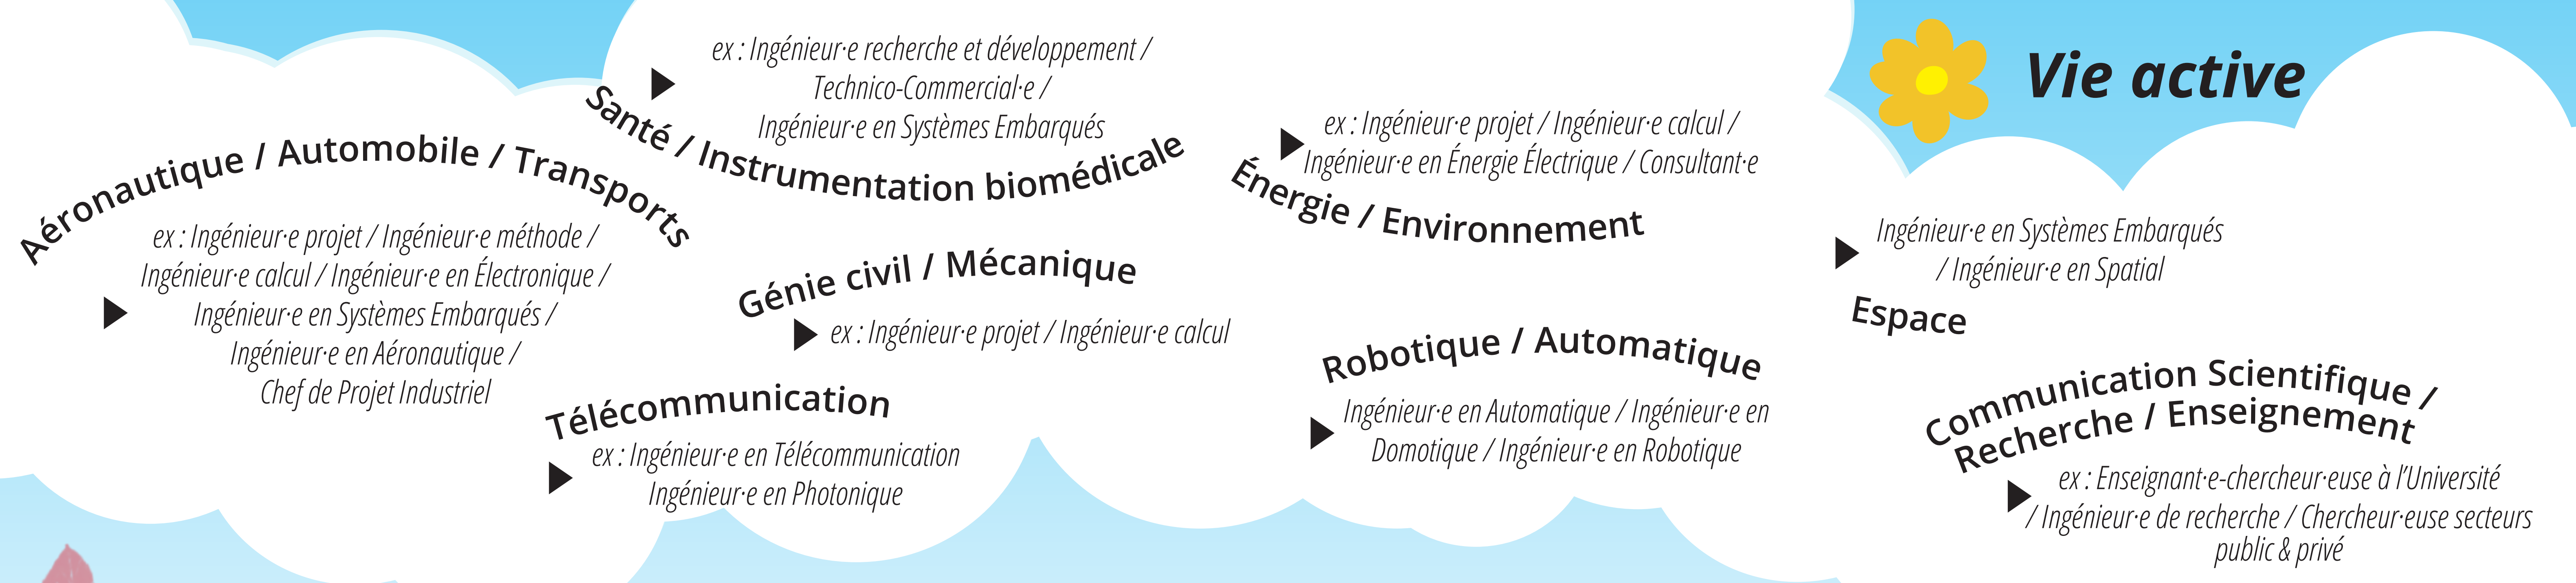 Vie active
Aéronautique / Automobile / Transports
ex : Ingénieur·e projet / Ingénieur·e méthode /
Ingénieur·e calcul / Ingénieur·e en Électronique /
Ingénieur·e en Systèmes Embarqués /
Ingénieur·e en Aéronautique /
Chef de Projet Industriel
ex : Ingénieur·e recherche et développement /
Technico-Commercial·e /
Ingénieur·e en Systèmes Embarqués
Santé / Instrumentation biomédicale
Génie civil / Mécanique
ex : Ingénieur·e projet / Ingénieur·e calcul
Télécommunication
ex : Ingénieur·e en Télécommunication
Ingénieur·e en Photonique
ex : Ingénieur·e projet / Ingénieur·e calcul /
Ingénieur·e en Énergie Électrique / Consultant·e
Énergie / Environnement
Robotique / Automatique
Ingénieur·e en Automatique / Ingénieur·e en
Domotique / Ingénieur·e en Robotique
Ingénieur·e en Systèmes Embarqués
/ Ingénieur·e en Spatial
Espace
Communication Scientifique /
Recherche / Enseignement
ex : Enseignant·e-chercheur·euse à l’Université
/ Ingénieur·e de recherche / Chercheur·euse secteurs
public & privé